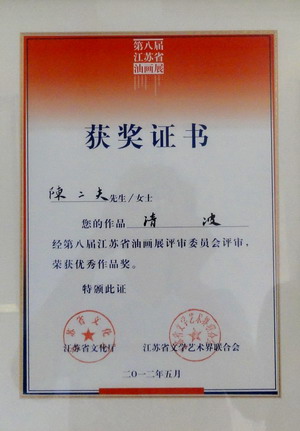 第八届
江苏省
油画展
获奖证书
陳二夫先生/女士
您的作品 清波
经第八届江苏省油画展评审委员会评审,
荣获优秀作品奖。
特颁此证
江苏省文化厅 江苏省文学艺术界联合会
二〇一二年五月